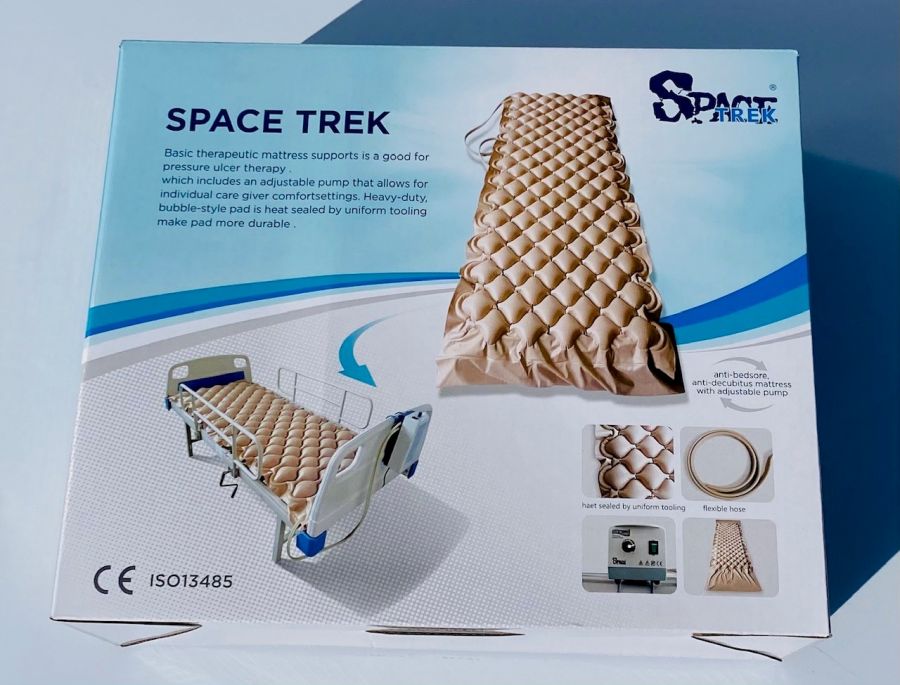 SPACE TREK
Basic therapeutic mattress supports is a good for
pressure ulcer therapy .
which includes an adjustable pump that allows for
individual care giver comfortsettings. Heavy-duty,
bubble-style pad is heat sealed by uniform tooling
make pad more durable .
SPACE
TREK
®
anti-bedsore,
anti-decubitus mattress
with adjustable pump
haet sealed by uniform tooling
flexible hose
Space
CE
CE ISO13485